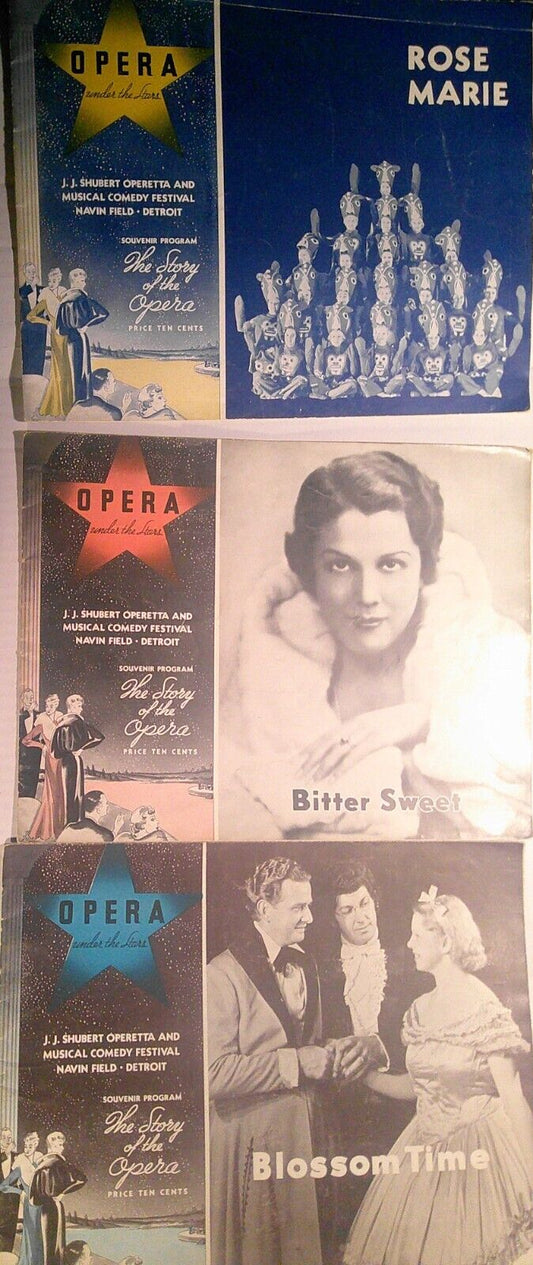 OPERA
under the Stars
J. J. SHUBERT OPERETTA AND
MUSICAL COMEDY FESTIVAL
NAVIN FIELD · DETROIT
SOUVENIR PROGRAM
The Story
of the
Opera
PRICE TEN CENTS
ROSE
MARIE
OPERA
under the Stars
J. J. SHUBERT OPERETTA AND
MUSICAL COMEDY FESTIVAL
NAVIN FIELD · DETROIT
SOUVENIR PROGRAM
The Story
of the
Opera
PRICE TEN CENTS
Bitter Sweet
OPERA
under the Stars
J. J. SHUBERT OPERETTA AND
MUSICAL COMEDY FESTIVAL
NAVIN FIELD · DETROIT
SOUVENIR PROGRAM
The Story
of the
Opera
PRICE TEN CENTS
Blossom Time